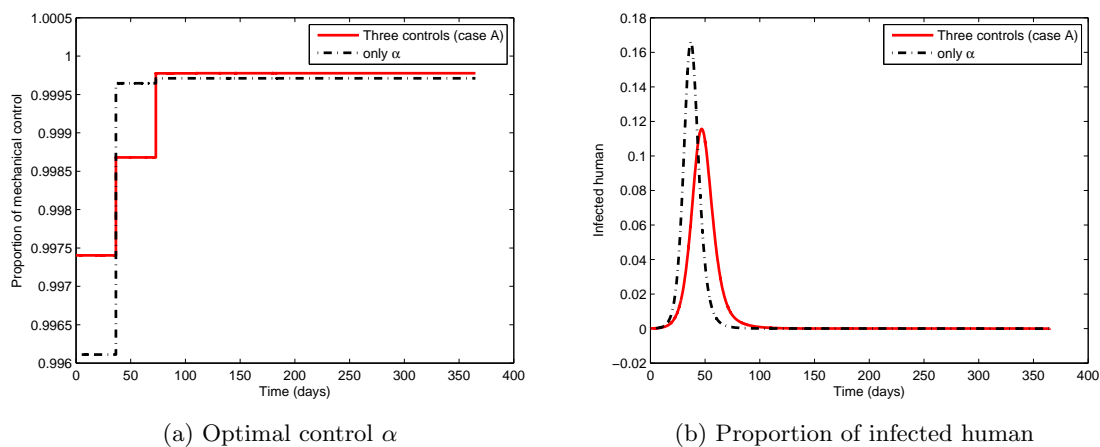 1.0005
1
0.9995
0.999
0.9985
0.998
0.9975
0.997
0.9965
0.996
Proportion of mechanical control
0 50 100 150 200 250 300 350 400
Time (days)
Three controls (case A)
only α
(a) Optimal control α
0.18
0.16
0.14
0.12
0.10
0.08
0.06
0.04
0.02
0
−0.02
Infected human
0 50 100 150 200 250 300 350 400
Time (days)
Three controls (case A)
only α
(b) Proportion of infected human